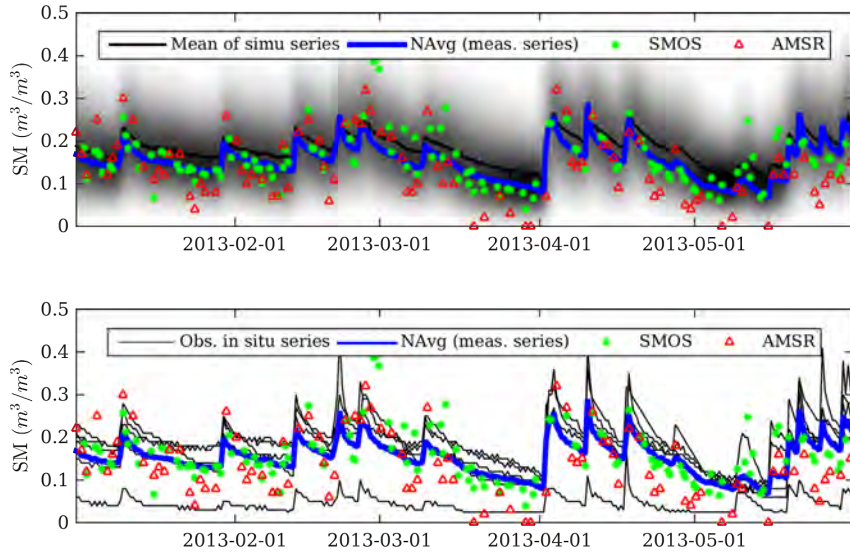 0.5
Mean of simu series NAvg (meas. series) SMOS AMSR
0.4
0.3
0.2
0.1
0
SM (m³/m³)
2013-02-01 2013-03-01 2013-04-01 2013-05-01
0.5
Obs. in situ series NAvg (meas. series) SMOS AMSR
0.4
0.3
0.2
0.1
0
SM (m³/m³)
2013-02-01 2013-03-01 2013-04-01 2013-05-01